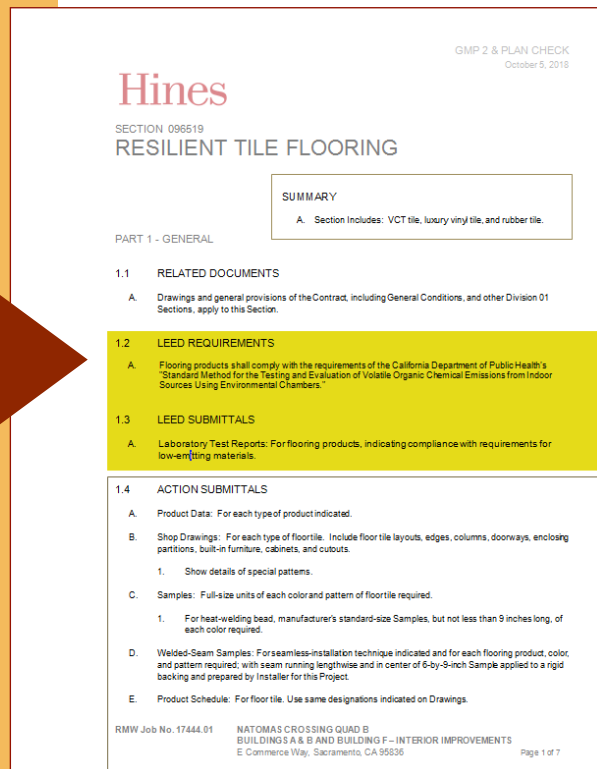 GMP 2 & PLAN CHECK
October 5, 2018
Hines
SECTION 096519
RESILIENT TILE FLOORING
SUMMARY
A. Section Includes: VCT tile, luxury vinyl tile, and rubber tile.
PART 1 - GENERAL
1.1 RELATED DOCUMENTS
A. Drawings and general provisions of the Contract, including General Conditions, and other Division 01
Sections, apply to this Section.
1.2 LEED REQUIREMENTS
A. Flooring products shall comply with the requirements of the California Department of Public Health's
"Standard Method for the Testing and Evaluation of Volatile Organic Chemical Emissions from Indoor
Sources Using Environmental Chambers."
1.3 LEED SUBMITTALS
A. Laboratory Test Reports: For flooring products, indicating compliance with requirements for
low-emitting materials.
1.4 ACTION SUBMITTALS
A. Product Data: For each type of product indicated.
B. Shop Drawings: For each type of floor tile. Include floor tile layouts, edges, columns, doorways, enclosing
partitions, built-in furniture, cabinets, and cutouts.
1. Show details of special patterns.
C. Samples: Full-size units of each color and pattern of floor tile required.
1. For heat-welding bead, manufacturer's standard-size Samples, but not less than 9 inches long, of
each color required.
D. Welded-Seam Samples: For seamless-installation technique indicated and for each flooring product, color,
and pattern required; with seam running lengthwise and in center of 6-by-9-inch Sample applied to a rigid
backing and prepared by Installer for this Project.
E. Product Schedule: For floor tile. Use same designations indicated on Drawings.
RMW Job No. 17444.01 NATOMAS CROSSING QUAD B
BUILDINGS A & B AND BUILDING F – INTERIOR IMPROVEMENTS
E Commerce Way, Sacramento, CA 95836 Page 1 of 7